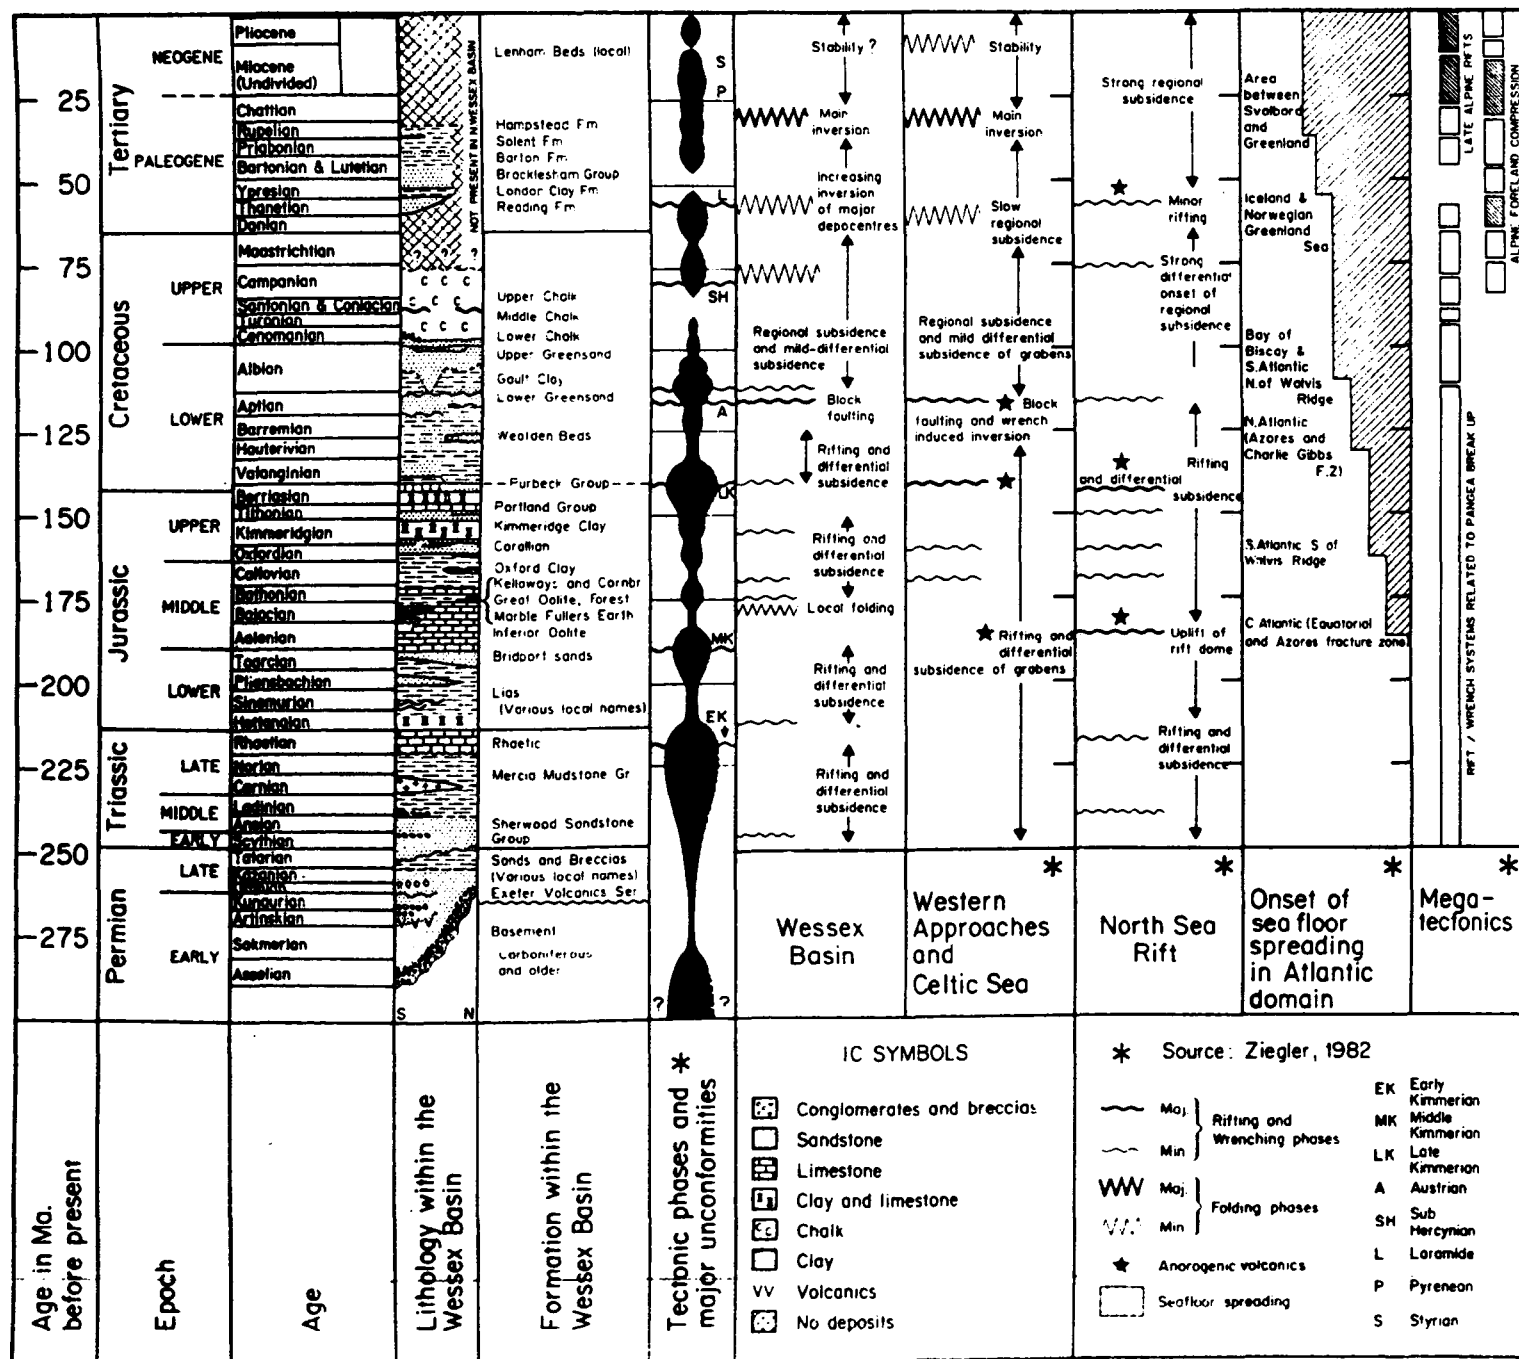 25
50
75
100
125
150
175
200
225
250
275
Tertiary
Cretaceous
Jurassic
Triassic
Permian
NEOGENE
PALEOGENE
UPPER
LOWER
UPPER
MIDDLE
LOWER
LATE
MIDDLE
EARLY
LATE
EARLY
Pliocene
Miocene
(Undivided)
Chattian
Rupelian
Priabonian
Bartonian & Lutetian
Ypresian
Thanetian
Danian
Maastrichtian
Campanian
Santonian & Coniacian
Turonian
Cenomanian
Albian
Aptian
Barremian
Hauterivian
Valanginian
Berriasian
Tithonian
Kimmeridgian
Oxfordian
Callovian
Bathonian
Bajocian
Aalenian
Toarcian
Pliensbachian
Sinemurian
Hettangian
Rhaetian
Norian
Carnian
Ladinian
Anisian
Scythian
Tatarian
Kazanian
Kungurian
Artinskian
Sakmarian
Asselian
NOT PRESENT IN WESSEX BASIN
? ? ?
c c c
c c c
c c c
S N
Lenham Beds (local)
Hampstead Fm
Solent Fm
Barton Fm
Bracklesham Group
London Clay Fm
Reading Fm
Upper Chalk
Middle Chalk
Lower Chalk
Upper Greensand
Gault Clay
Lower Greensand
Wealden Beds
Purbeck Group
Portland Group
Kimmeridge Clay
Corallian
Oxford Clay
Kellaways and Cornbr
Great Oolite, Forest
Marble Fullers Earth
Inferior Oolite
Bridport sands
Lias
(Various local names)
Rhaetic
Mercia Mudstone Gr
Sherwood Sandstone
Group
Sands and Breccias
(Various local names)
Exeter Volcanics Ser
Basement
Carboniferous
and older
S
P
L
SH
A
LK
MK
EK
? ?
Stability ?
Main
inversion
Increasing
inversion
of major
depocentres
Regional subsidence
and mild-differential
subsidence
Block
faulting
Rifting and
differential
subsidence
Rifting and
differential
subsidence
Local folding
Rifting and
differential
subsidence
Rifting and
differential
subsidence
Wessex
Basin
Stability
Main
inversion
Slow
regional
subsidence
Regional subsidence
and mild differential
subsidence of grabens
★ Block
faulting and wrench
induced inversion
★
★ Rifting and
differential
subsidence of grabens
*
Western
Approaches
and
Celtic Sea
Strong regional
subsidence
★
Minor
rifting
Strong
differential
onset of
regional
subsidence
★
Rifting
and differential
subsidence
★
Uplift of
rift dome
Rifting and
differential
subsidence
*
North Sea
Rift
Area
between
Svalbard
and
Greenland
Iceland &
Norwegian
Greenland
Sea
Bay of
Biscay &
S.Atlantic
N.of Walvis
Ridge
N.Atlantic
(Azores and
Charlie Gibbs
F.Z)
S.Atlantic S of
Walvis Ridge
C Atlantic (Equatorial
and Azores fracture zone)
*
Onset of
sea floor
spreading
in Atlantic
domain
LATE ALPINE RIFTS
ALPINE FORELAND COMPRESSION
RIFT / WRENCH SYSTEMS RELATED TO PANGEA BREAK UP
*
Mega-
tectonics
Age in Ma.
before present
Epoch
Age
Lithology within the
Wessex Basin
Formation within the
Wessex Basin
Tectonic phases and *
major unconformities
IC SYMBOLS
Conglomerates and breccias
Sandstone
Limestone
Clay and limestone
Chalk
Clay
vv Volcanics
No deposits
* Source: Ziegler, 1982
Maj.
Min
Rifting and
Wrenching phases
Maj.
Min
Folding phases
★ Anorogenic volcanics
Seafloor spreading
EK Early
Kimmerian
MK Middle
Kimmerian
LK Late
Kimmerian
A Austrian
SH Sub
Hercynian
L Laramide
P Pyrenean
S Styrian